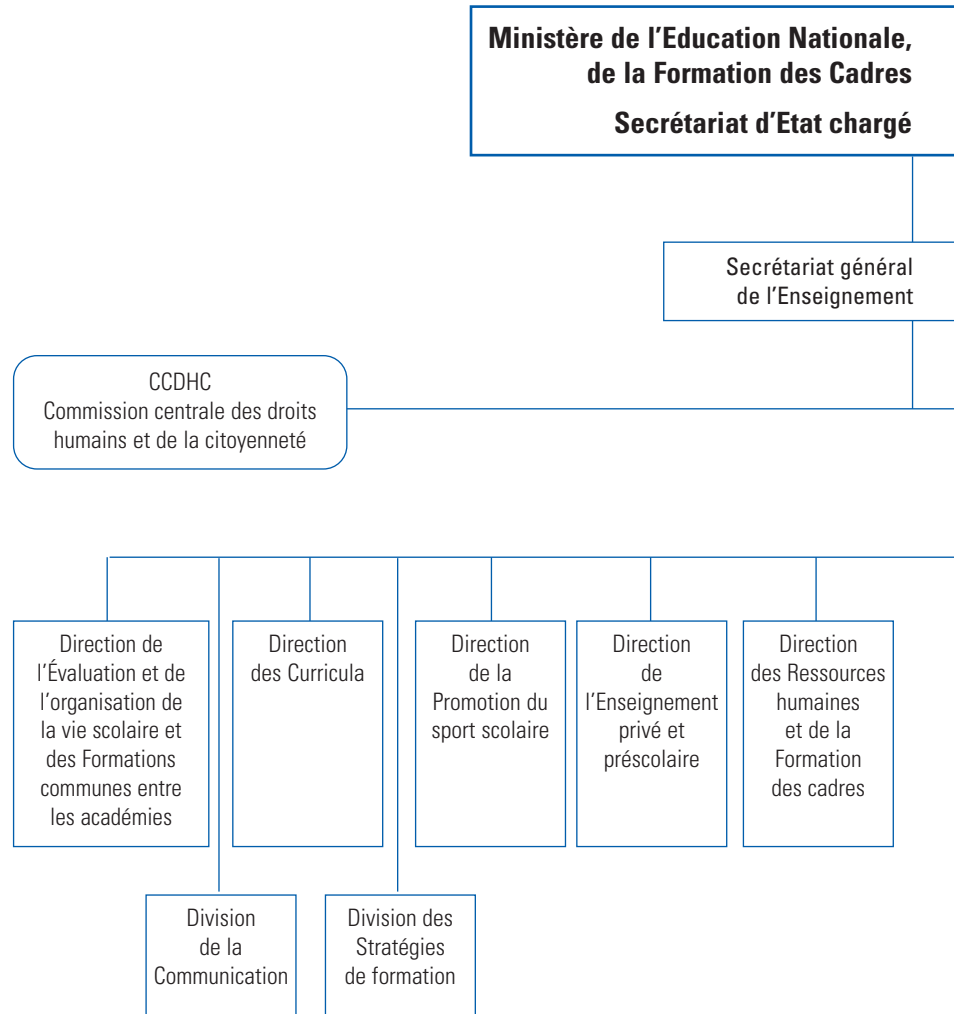 Ministère de l'Education Nationale,
de la Formation des Cadres
Secrétariat d'Etat chargé
Secrétariat général
de l'Enseignement
CCDHC
Commission centrale des droits
humains et de la citoyenneté
Direction de
l'Évaluation et de
l'organisation de
la vie scolaire et
des Formations
communes entre
les académies
Direction
des Curricula
Direction
de la
Promotion du
sport scolaire
Direction
de
l'Enseignement
privé et
préscolaire
Direction
des Ressources
humaines
et de la
Formation
des cadres
Division
de la
Communication
Division des
Stratégies
de formation